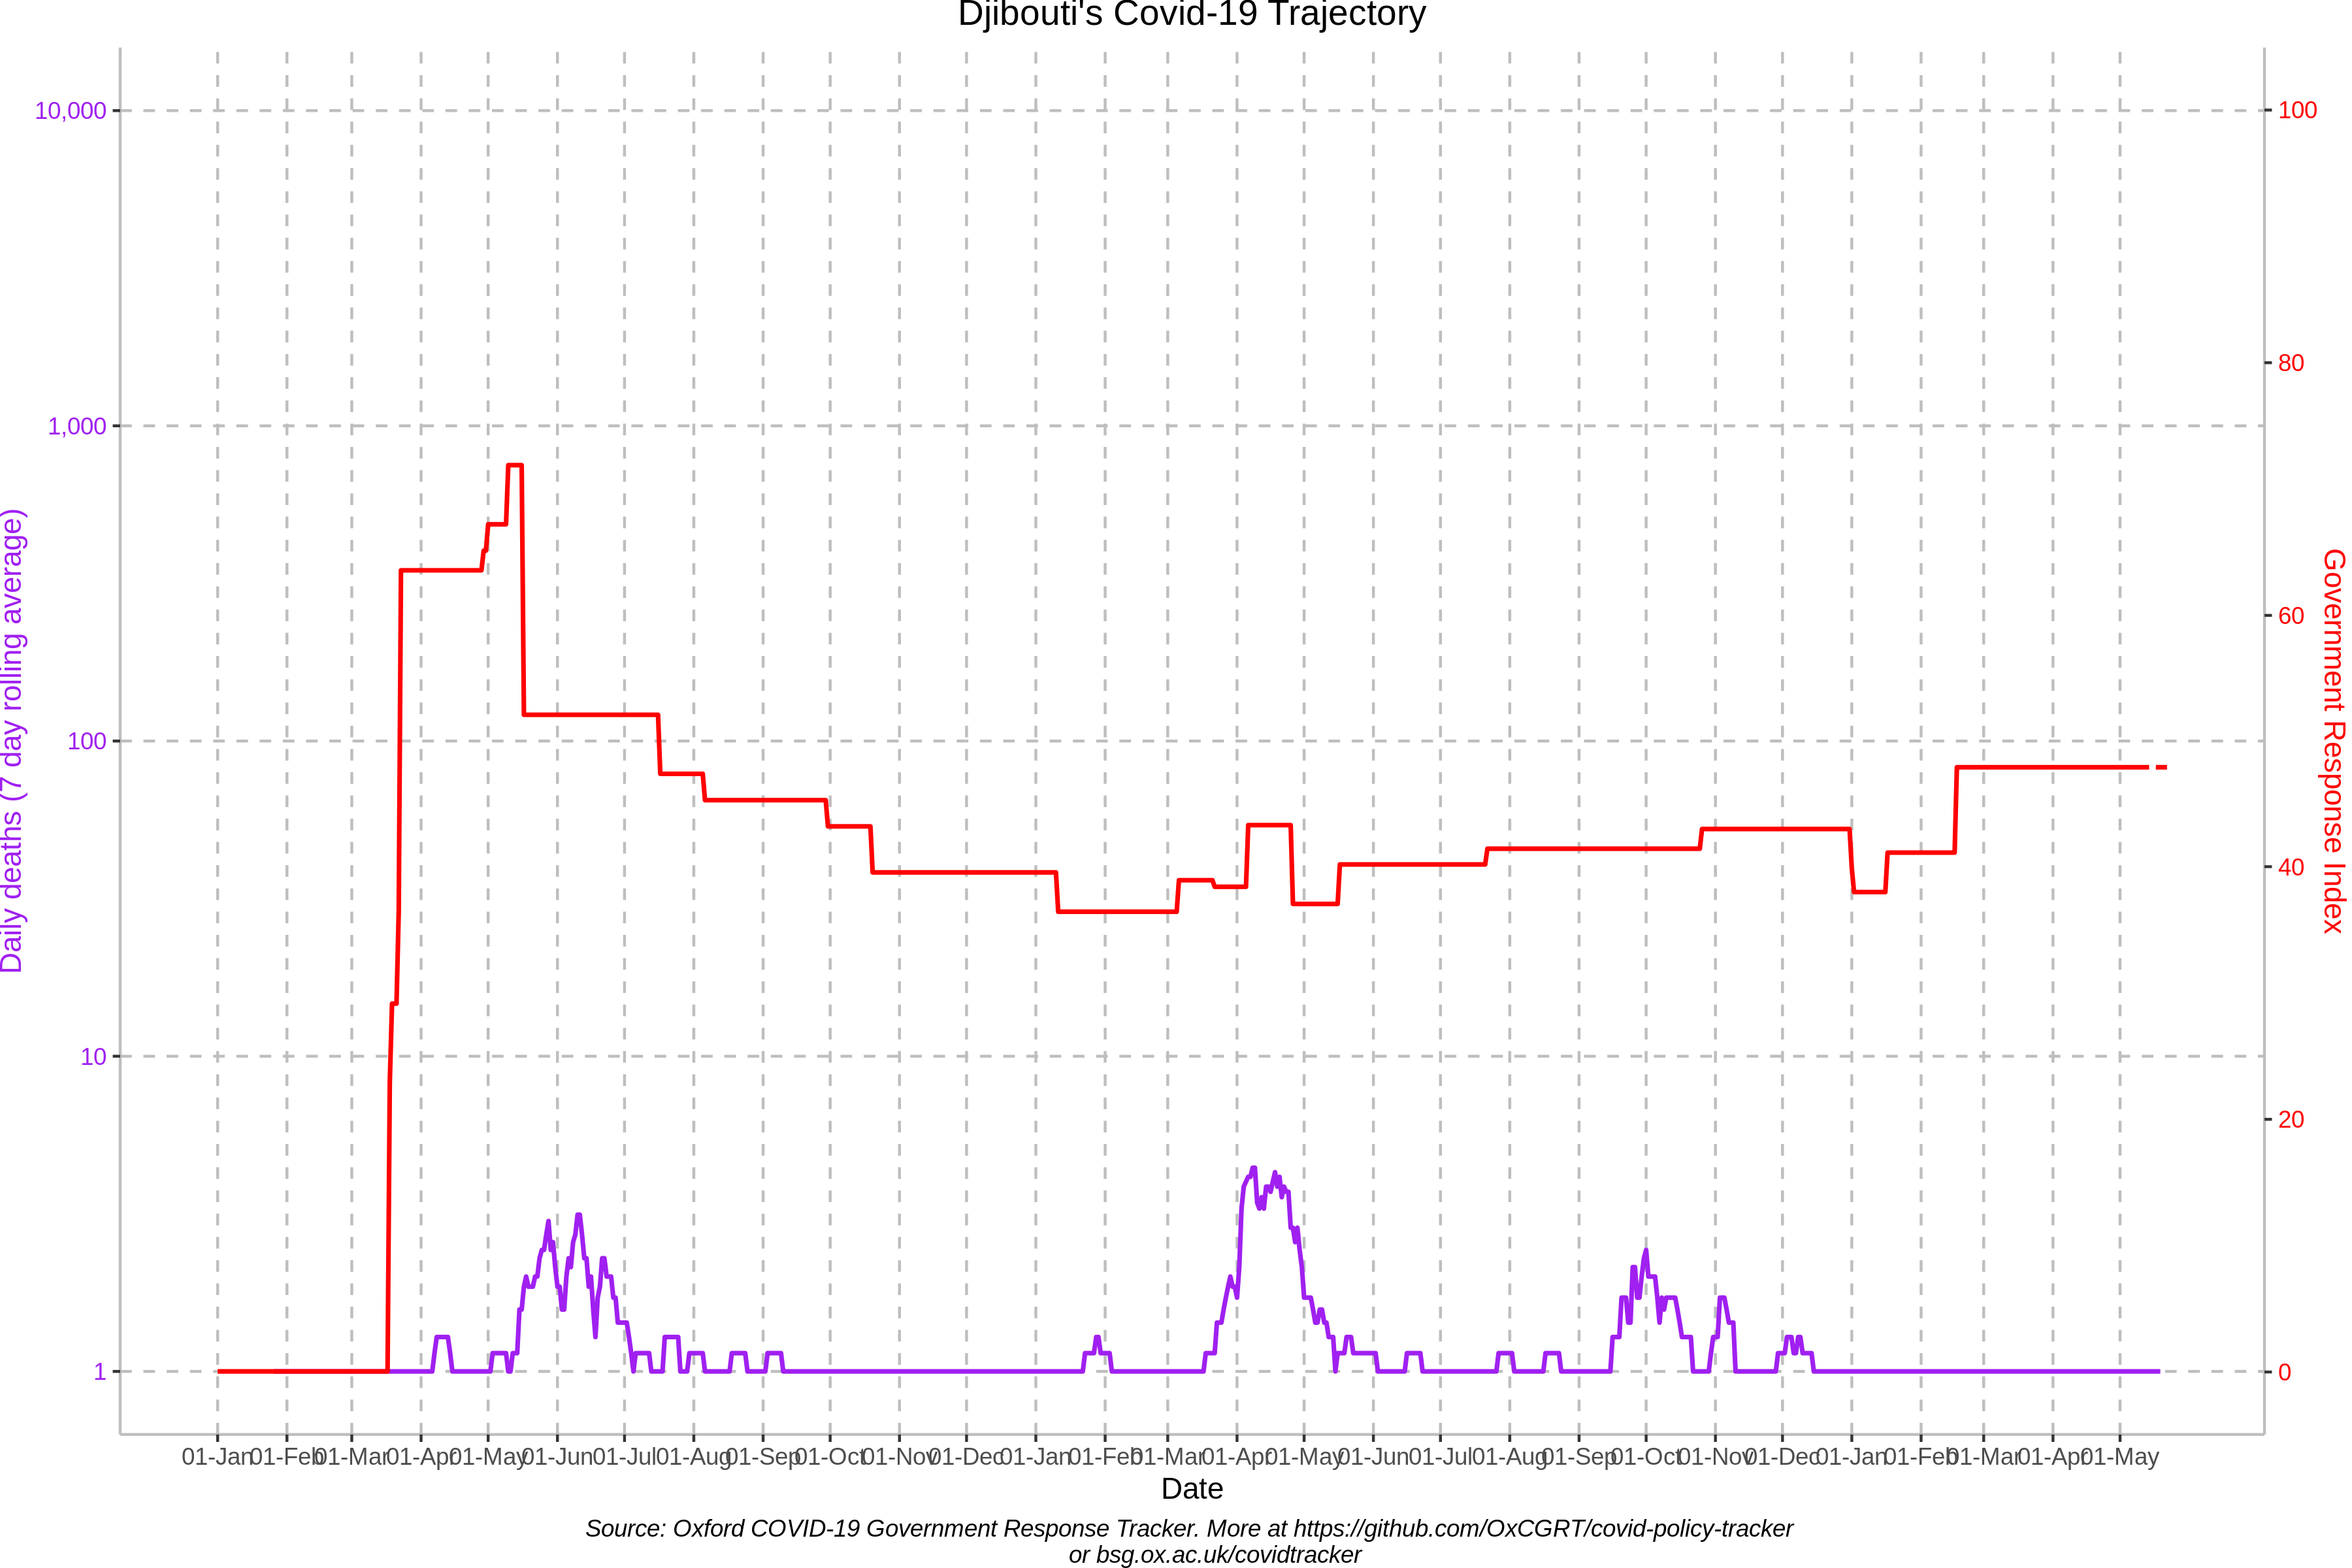 Djibouti's Covid-19 Trajectory
10,000
1,000
100
10
1
Daily deaths (7 day rolling average)
100
80
60
40
20
0
Government Response Index
01-Jan 01-Feb 01-Mar 01-Apr 01-May 01-Jun 01-Jul 01-Aug 01-Sep 01-Oct 01-Nov 01-Dec 01-Jan 01-Feb 01-Mar 01-Apr 01-May 01-Jun 01-Jul 01-Aug 01-Sep 01-Oct 01-Nov 01-Dec 01-Jan 01-Feb 01-Mar 01-Apr 01-May
Date
Source: Oxford COVID-19 Government Response Tracker. More at https://github.com/OxCGRT/covid-policy-tracker
or bsg.ox.ac.uk/covidtracker